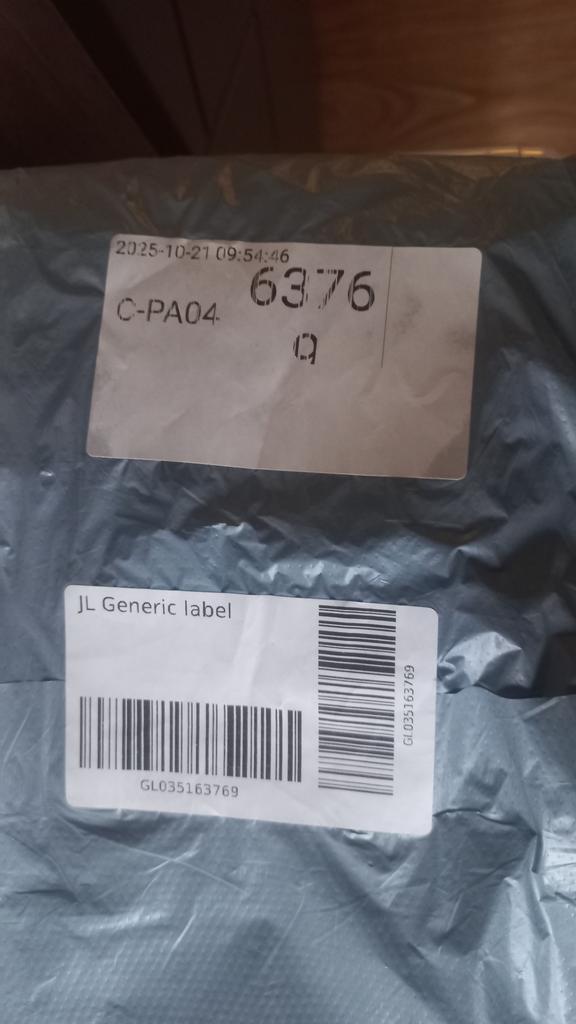 2025-10-21 09:54:46
6376
C-PA04
g
JL Generic label
GL035163769
GL035163769